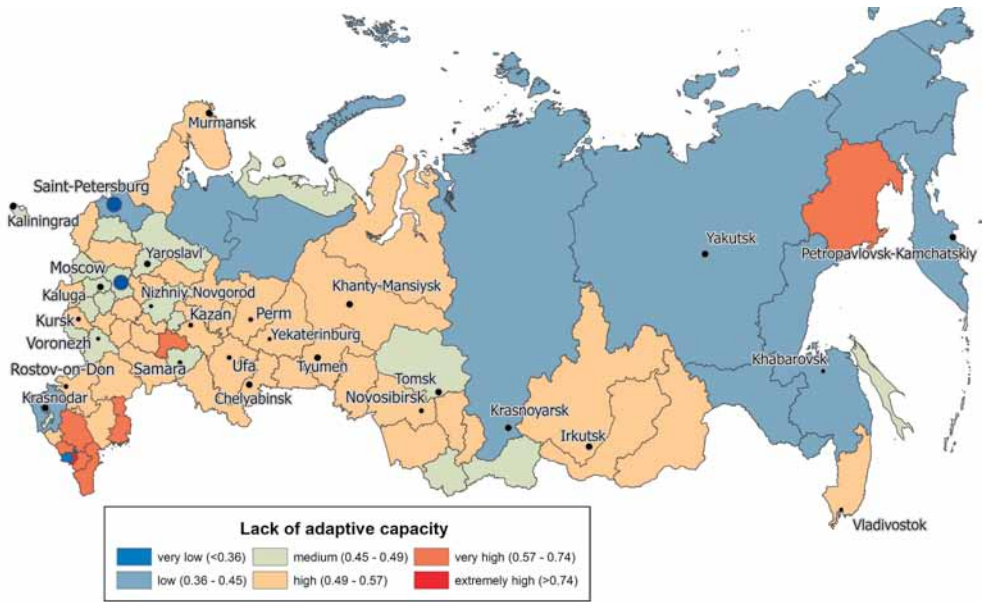 Murmansk
Saint-Petersburg
Kaliningrad
Yaroslavl
Moscow
Kaluga
Nizhniy Novgorod
Kursk
Kazan
Perm
Khanty-Mansiysk
Yakutsk
Petropavlovsk-Kamchatskiy
Voronezh
Yekaterinburg
Rostov-on-Don
Samara
Ufa
Tyumen
Tomsk
Khabarovsk
Krasnodar
Chelyabinsk
Novosibirsk
Krasnoyarsk
Irkutsk
Vladivostok
Lack of adaptive capacity
very low (<0.36)
medium (0.45 - 0.49)
very high (0.57 - 0.74)
low (0.36 - 0.45)
high (0.49 - 0.57)
extremely high (>0.74)